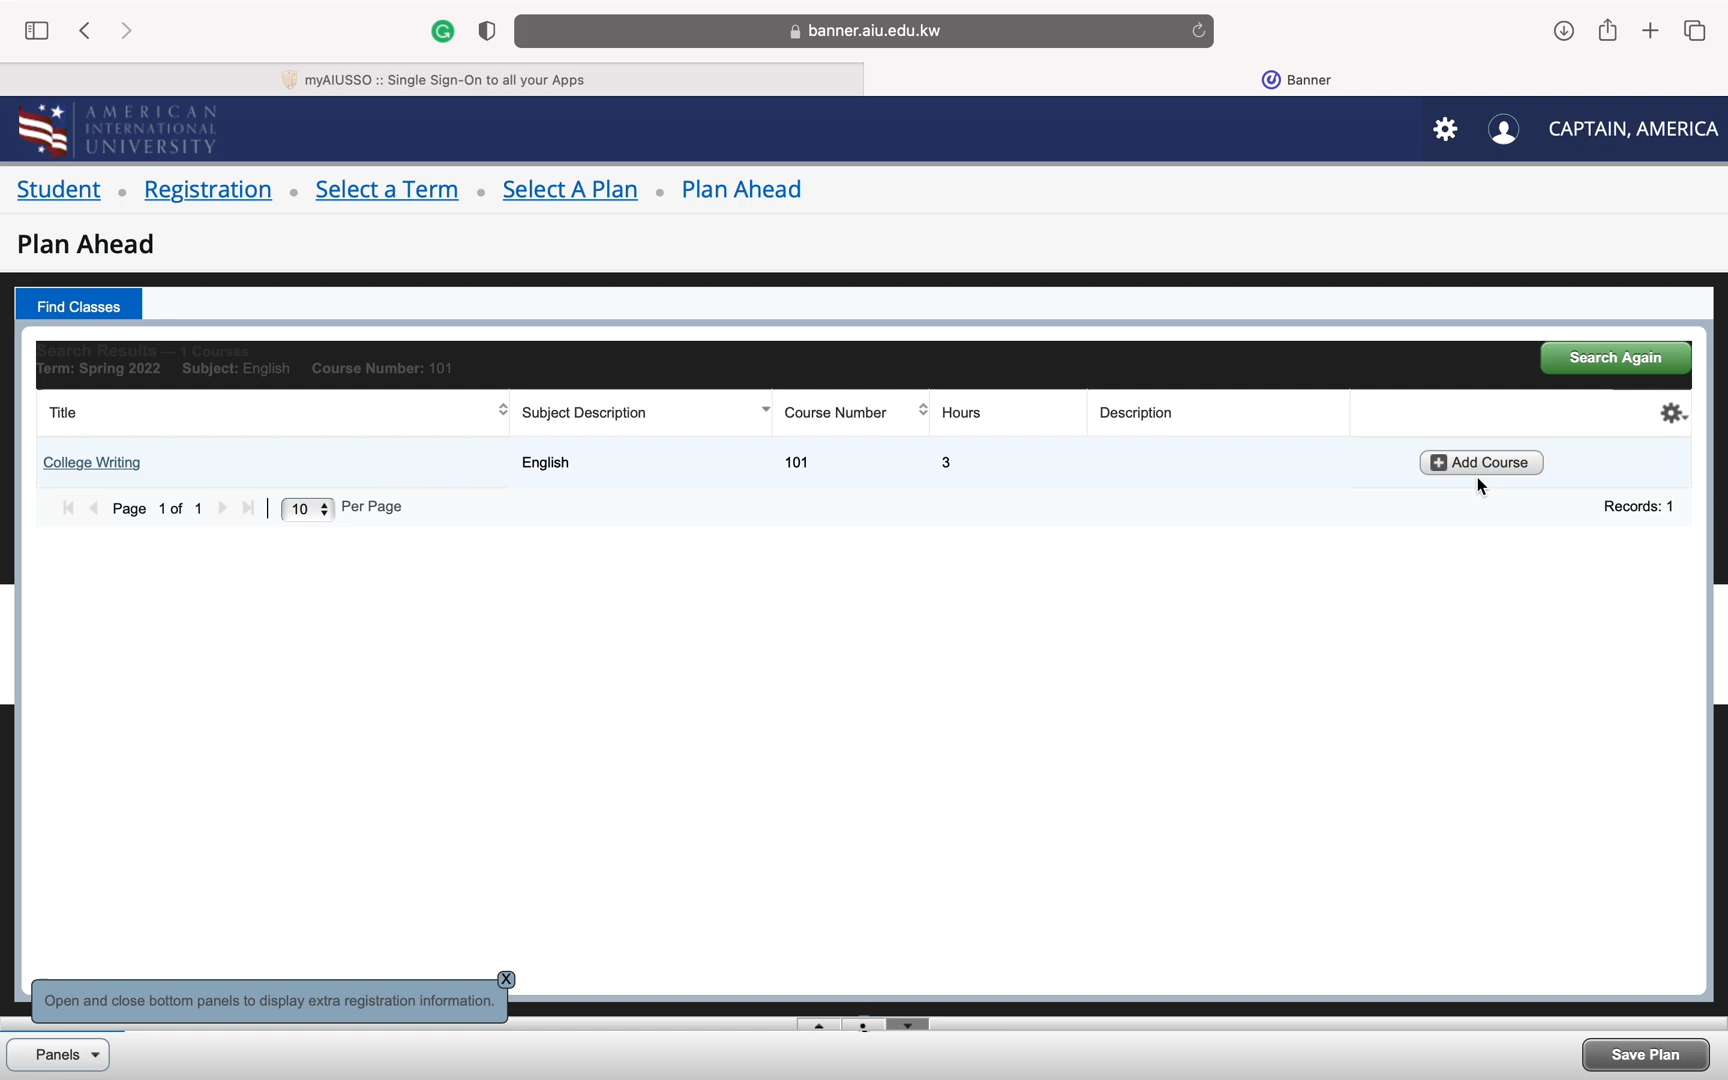 banner.aiu.edu.kw
myAIUSSO :: Single Sign-On to all your Apps
Banner
AMERICAN
INTERNATIONAL
UNIVERSITY
CAPTAIN, AMERICA
Student • Registration • Select a Term • Select A Plan • Plan Ahead
Plan Ahead
Find Classes
Search Results — 1 Courses
Term: Spring 2022 Subject: English Course Number: 101
Search Again
Title Subject Description Course Number Hours Description
College Writing English 101 3 Add Course
Page 1 of 1 | 10 Per Page Records: 1
X
Open and close bottom panels to display extra registration information.
Panels Save Plan